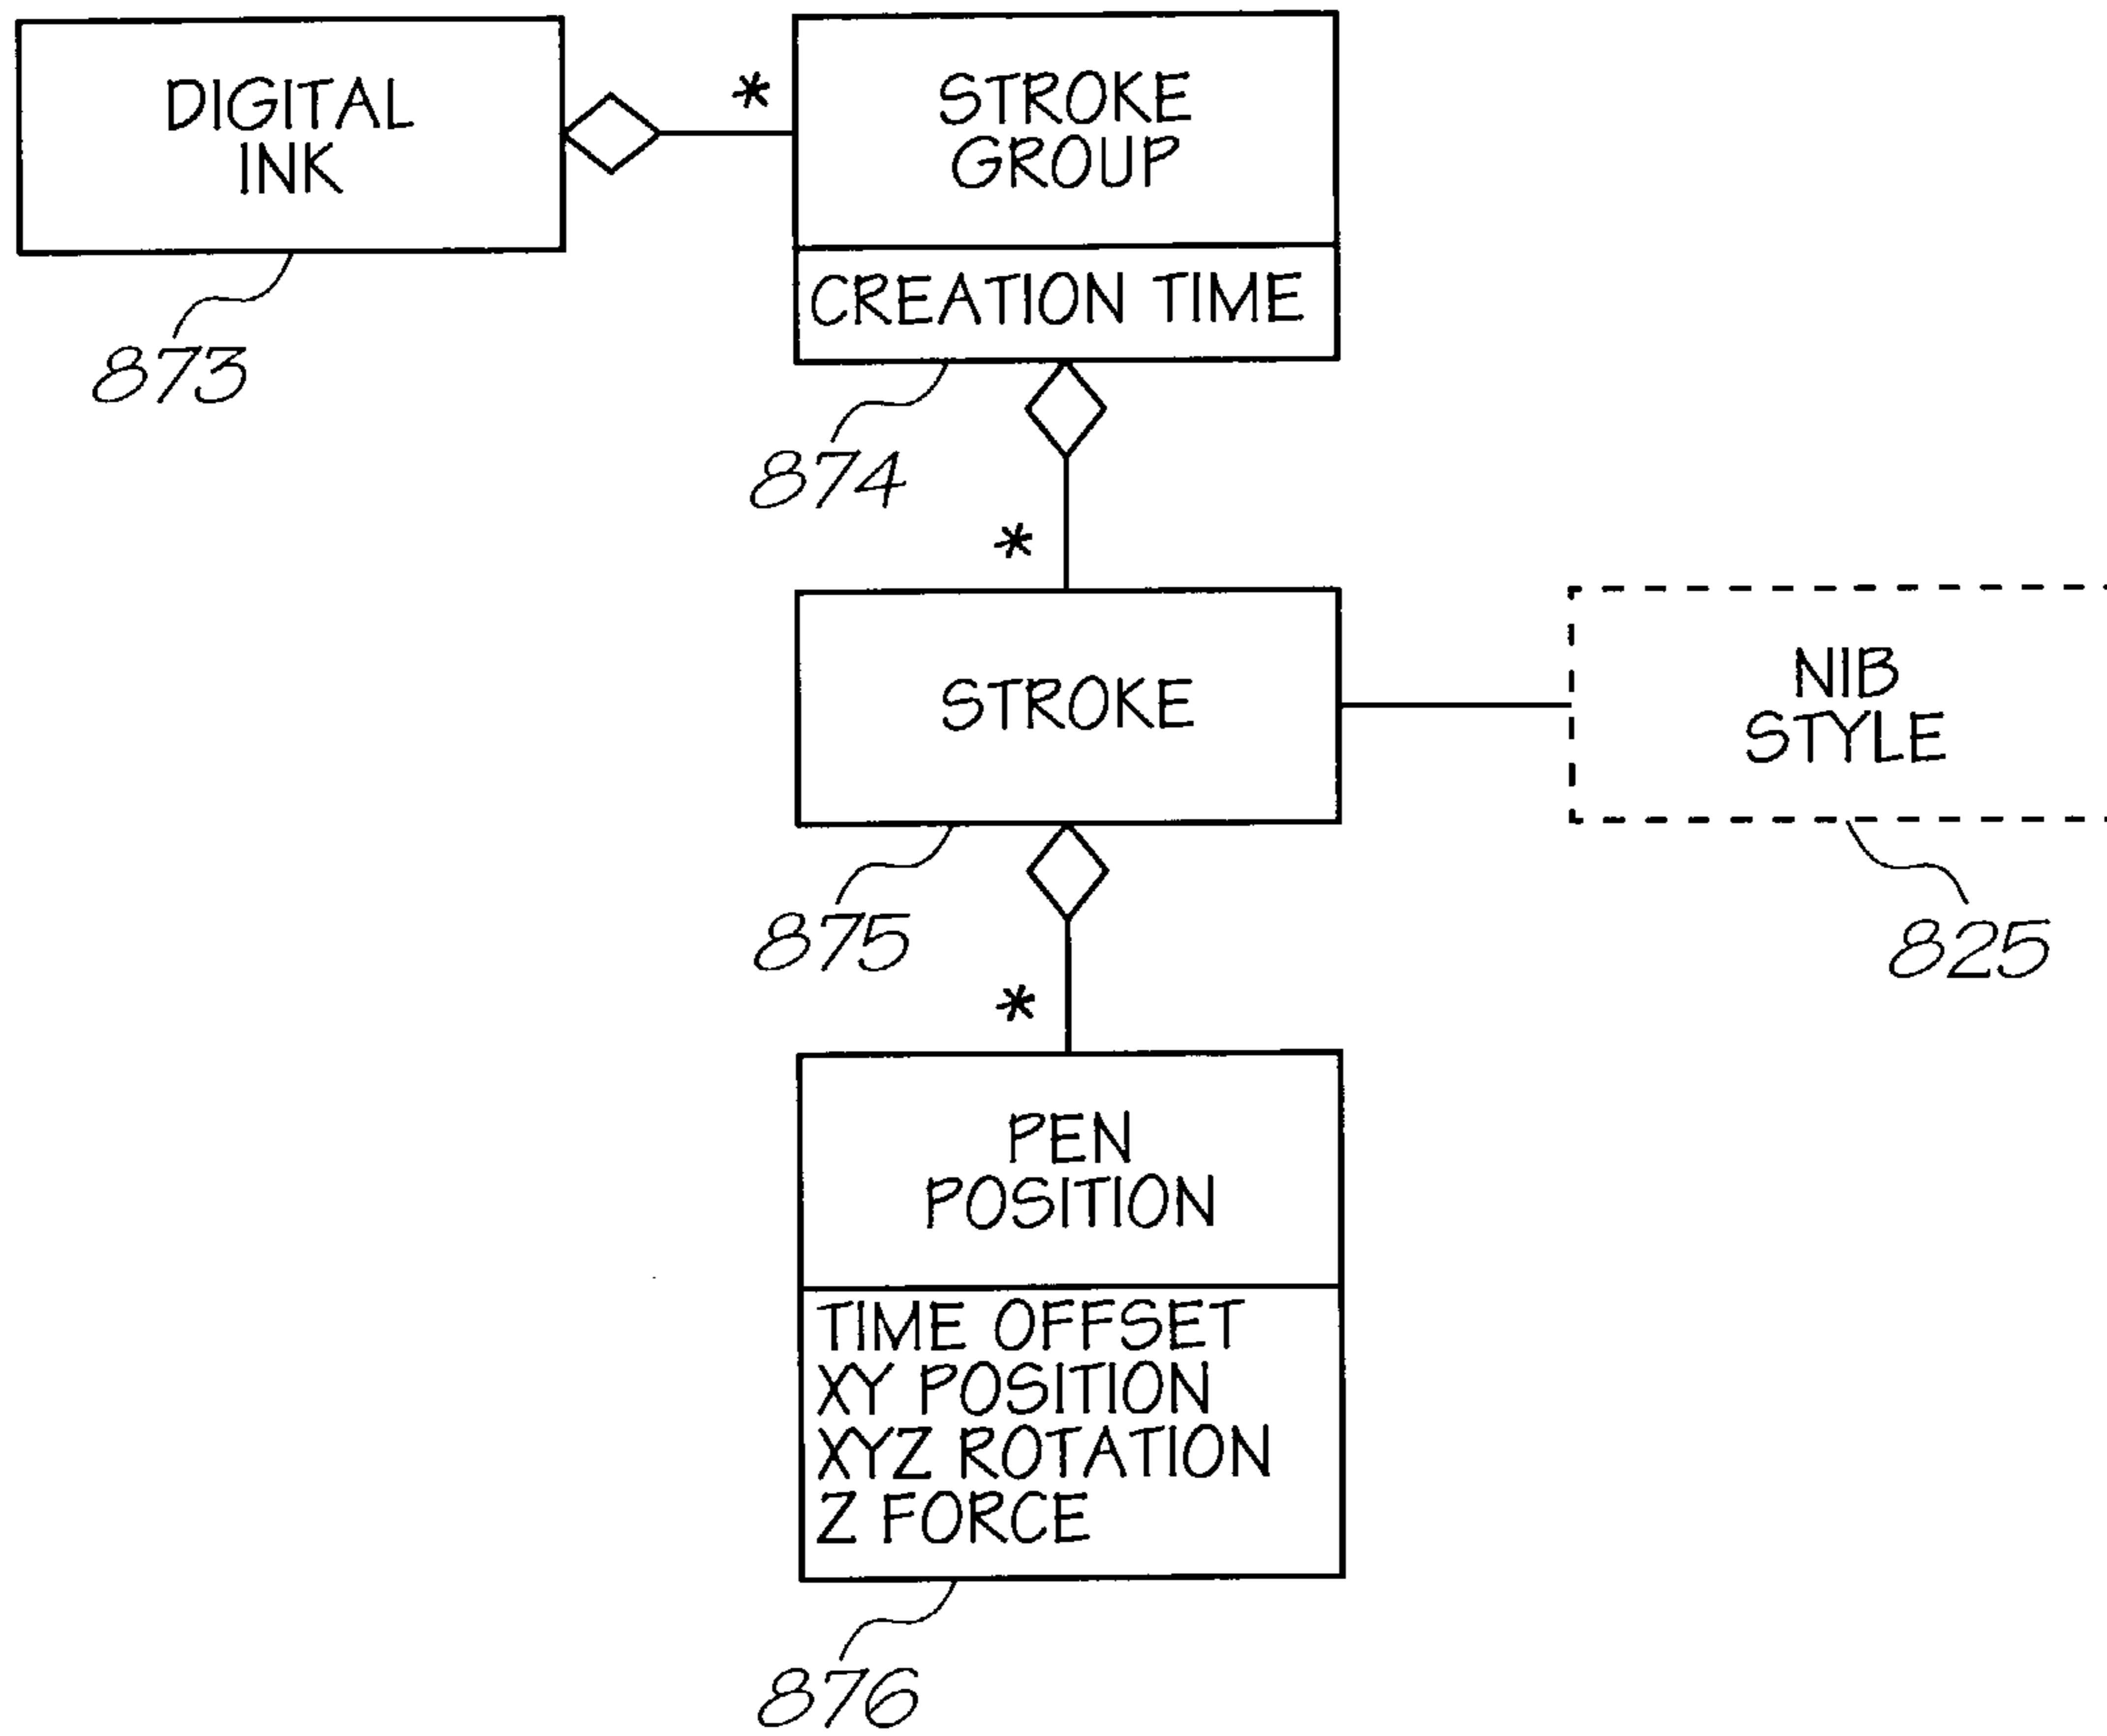 DIGITAL
INK
873
*
STROKE
GROUP
CREATION TIME
874
*
STROKE
875
NIB
STYLE
825
*
PEN
POSITION
TIME OFFSET
XY POSITION
XYZ ROTATION
Z FORCE
876